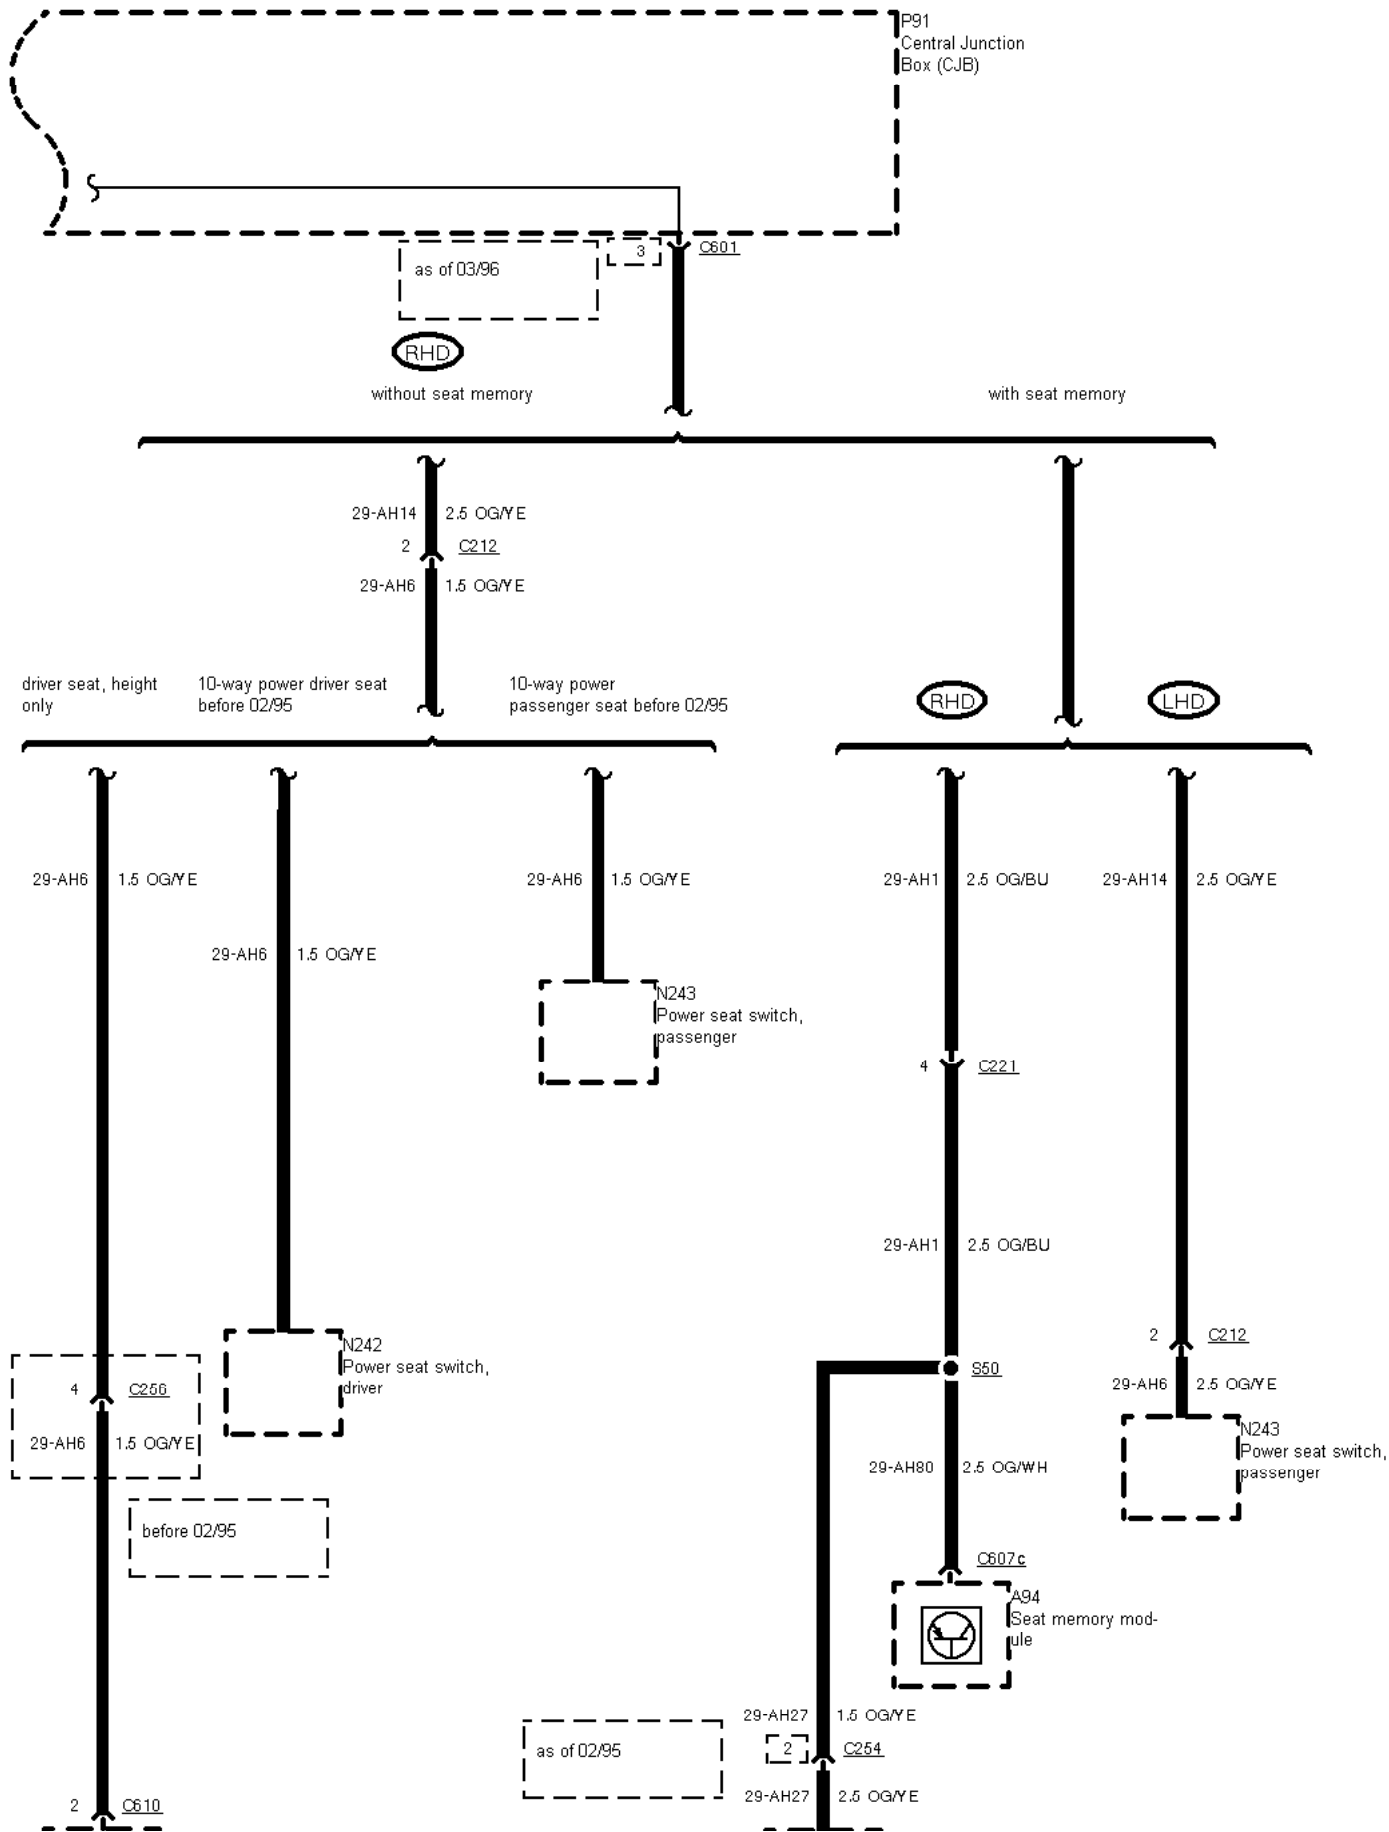 P91
Central Junction
Box (CJB)
3 C601
as of 03/96
RHD
without seat memory
with seat memory
29-AH14 2.5 OG/YE
2 C212
29-AH6 1.5 OG/YE
driver seat, height
only
10-way power driver seat
before 02/95
10-way power
passenger seat before 02/95
RHD
LHD
29-AH6 1.5 OG/YE
29-AH6 1.5 OG/YE
29-AH1 2.5 OG/BU
29-AH14 2.5 OG/YE
29-AH6 1.5 OG/YE
N243
Power seat switch,
passenger
4 C221
29-AH1 2.5 OG/BU
N242
Power seat switch,
driver
2 C212
S50
4 C256
29-AH6 2.5 OG/YE
29-AH6 1.5 OG/YE
N243
Power seat switch,
passenger
29-AH80 2.5 OG/WH
before 02/95
C607c
A94
Seat memory mod-
ule
29-AH27 1.5 OG/YE
as of 02/95
2 C254
29-AH27 2.5 OG/YE
2 C610